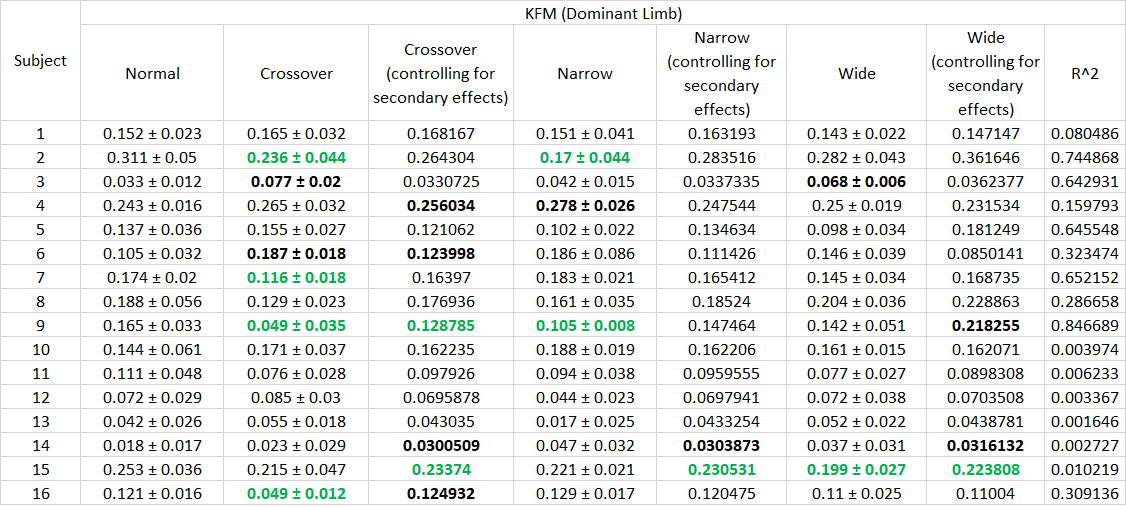 KFM (Dominant Limb)
Subject Normal Crossover Crossover (controlling for secondary effects) Narrow Narrow (controlling for secondary effects) Wide Wide (controlling for secondary effects) R^2
1 0.152 ± 0.023 0.165 ± 0.032 0.168167 0.151 ± 0.041 0.163193 0.143 ± 0.022 0.147147 0.080486
2 0.311 ± 0.05 0.236 ± 0.044 0.264304 0.17 ± 0.044 0.283516 0.282 ± 0.043 0.361646 0.744868
3 0.033 ± 0.012 0.077 ± 0.02 0.0330725 0.042 ± 0.015 0.0337335 0.068 ± 0.006 0.0362377 0.642931
4 0.243 ± 0.016 0.265 ± 0.032 0.256034 0.278 ± 0.026 0.247544 0.25 ± 0.019 0.231534 0.159793
5 0.137 ± 0.036 0.155 ± 0.027 0.121062 0.102 ± 0.022 0.134634 0.098 ± 0.034 0.181249 0.645548
6 0.105 ± 0.032 0.187 ± 0.018 0.123998 0.186 ± 0.086 0.111426 0.146 ± 0.039 0.0850141 0.323474
7 0.174 ± 0.02 0.116 ± 0.018 0.16397 0.183 ± 0.021 0.165412 0.145 ± 0.034 0.168735 0.652152
8 0.188 ± 0.056 0.129 ± 0.023 0.176936 0.161 ± 0.035 0.18524 0.204 ± 0.036 0.228863 0.286658
9 0.165 ± 0.033 0.049 ± 0.035 0.128785 0.105 ± 0.008 0.147464 0.142 ± 0.051 0.218255 0.846689
10 0.144 ± 0.061 0.171 ± 0.037 0.162235 0.188 ± 0.019 0.162206 0.161 ± 0.015 0.162071 0.003974
11 0.111 ± 0.048 0.076 ± 0.028 0.097926 0.094 ± 0.038 0.0959555 0.077 ± 0.027 0.0898308 0.006233
12 0.072 ± 0.029 0.085 ± 0.03 0.0695878 0.044 ± 0.023 0.0697941 0.072 ± 0.038 0.0703508 0.003367
13 0.042 ± 0.026 0.055 ± 0.018 0.043035 0.017 ± 0.025 0.0433254 0.052 ± 0.022 0.0438781 0.001646
14 0.018 ± 0.017 0.023 ± 0.029 0.0300509 0.047 ± 0.032 0.0303873 0.037 ± 0.031 0.0316132 0.002727
15 0.253 ± 0.036 0.215 ± 0.047 0.23374 0.221 ± 0.021 0.230531 0.199 ± 0.027 0.223808 0.010219
16 0.121 ± 0.016 0.049 ± 0.012 0.124932 0.129 ± 0.017 0.120475 0.11 ± 0.025 0.11004 0.309136